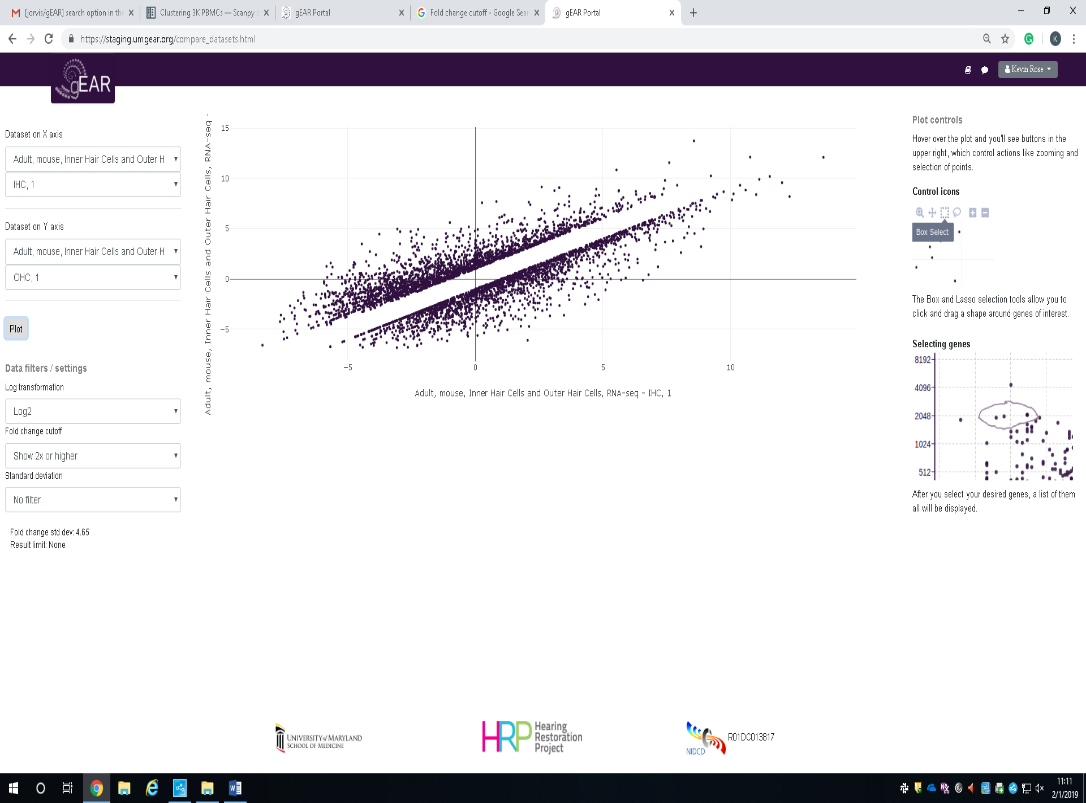 [jorvis/gEAR] search option in the
Clustering 3K PBMCs — Scanpy
gEAR Portal
Fold change cutoff - Google Sear
gEAR Portal
https://staging.umgear.org/compare_datasets.html
K
gEAR
Kevin Rose
Dataset on X axis
Adult, mouse, Inner Hair Cells and Outer H
IHC, 1
Dataset on Y axis
Adult, mouse, Inner Hair Cells and Outer H
OHC, 1
Plot
Data filters / settings
Log transformation
Log2
Fold change cutoff
Show 2x or higher
Standard deviation
No filter
Fold change std dev: 4.65
Result limit: None
Adult, mouse, Inner Hair Cells and Outer Hair Cells, RNA-seq -
15
10
5
0
−5
−5
0
5
10
Adult, mouse, Inner Hair Cells and Outer Hair Cells, RNA-seq - IHC, 1
Plot controls
Hover over the plot and you'll see buttons in the
upper right, which control actions like zooming and
selection of points.
Control icons
Box Select
The Box and Lasso selection tools allow you to
click and drag a shape around genes of interest.
Selecting genes
8192
4096
2048
1024
512
After you select your desired genes, a list of them
all will be displayed.
UNIVERSITY of MARYLAND
SCHOOL OF MEDICINE
HRP Hearing
Restoration
Project
NIDCD
R01DC013817
11:11
2/1/2019